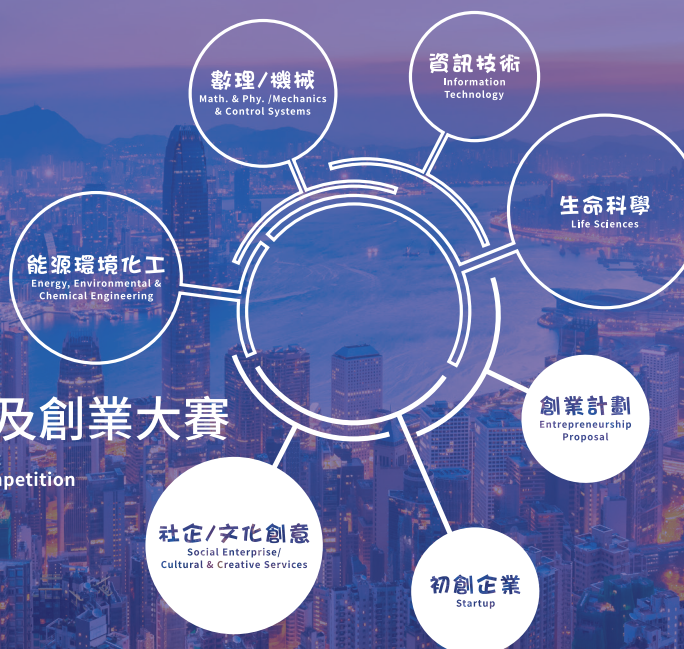 數理/機械
Math. & Phy. /Mechanics
& Control Systems
資訊技術
Information
Technology
生命科學
Life Sciences
能源環境化工
Energy, Environmental &
Chemical Engineering
及創業大賽
petition
創業計劃
Entrepreneurship
Proposal
社企/文化創意
Social Enterprise/
Cultural & Creative Services
初創企業
Startup